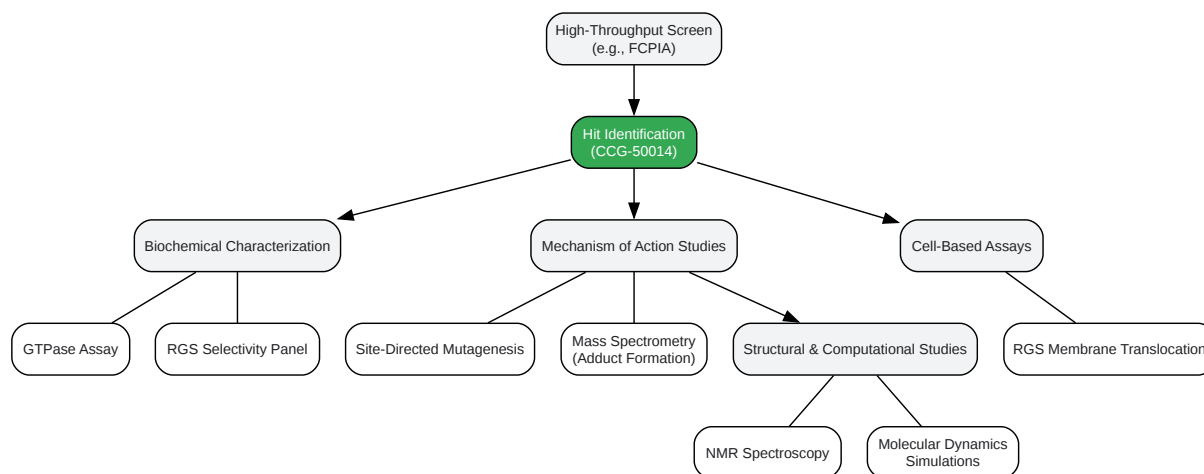 High-Throughput Screen
(e.g., FCPIA)
Hit Identification
(CCG-50014)
Biochemical Characterization
Mechanism of Action Studies
Cell-Based Assays
GTPase Assay
RGS Selectivity Panel
Site-Directed Mutagenesis
Mass Spectrometry
(Adduct Formation)
Structural & Computational Studies
RGS Membrane Translocation
NMR Spectroscopy
Molecular Dynamics
Simulations